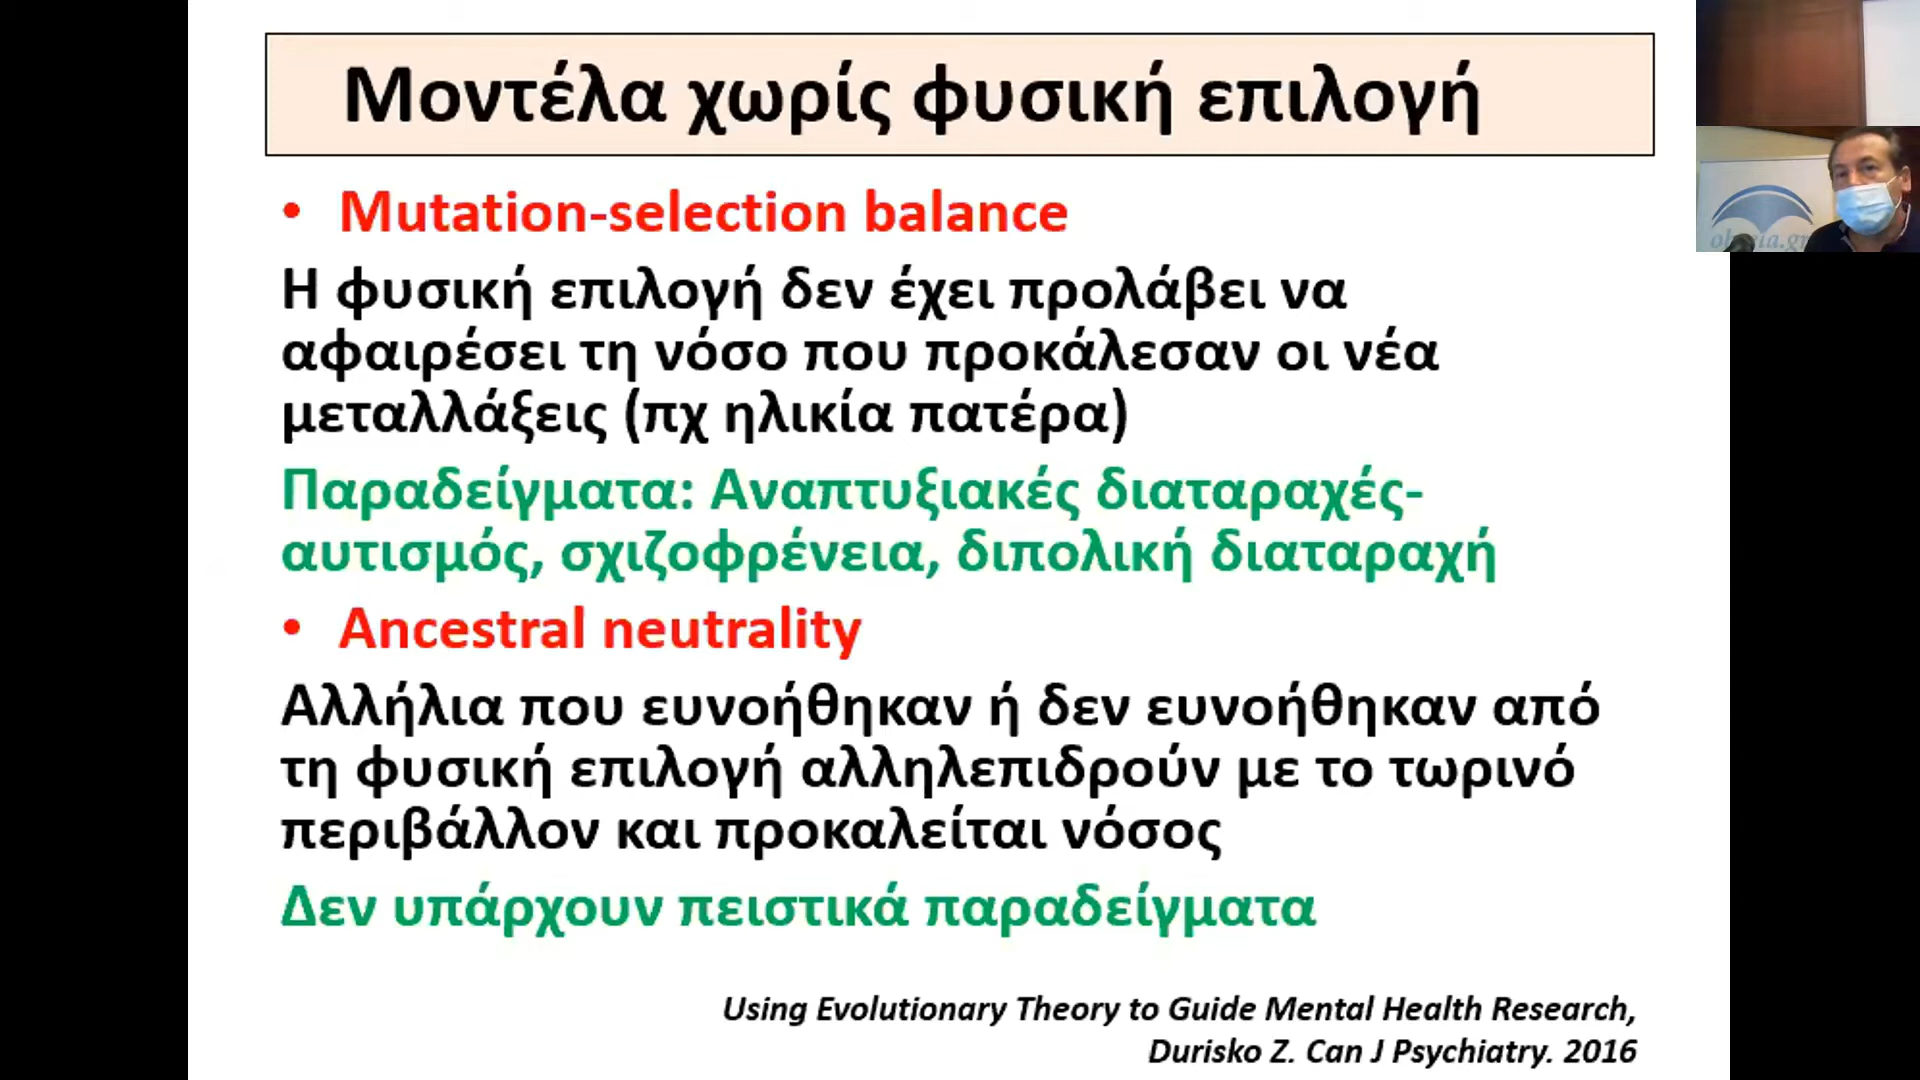 Μοντέλα χωρίς φυσική επιλογή
• Mutation-selection balance
Η φυσική επιλογή δεν έχει προλάβει να
αφαιρέσει τη νόσο που προκάλεσαν οι νέα
μεταλλάξεις (πχ ηλικία πατέρα)
Παραδείγματα: Αναπτυξιακές διαταραχές-
αυτισμός, σχιζοφρένεια, διπολική διαταραχή
• Ancestral neutrality
Αλλήλια που ευνοήθηκαν ή δεν ευνοήθηκαν από
τη φυσική επιλογή αλληλεπιδρούν με το τωρινό
περιβάλλον και προκαλείται νόσος
Δεν υπάρχουν πειστικά παραδείγματα
Using Evolutionary Theory to Guide Mental Health Research,
Durisko Z. Can J Psychiatry. 2016